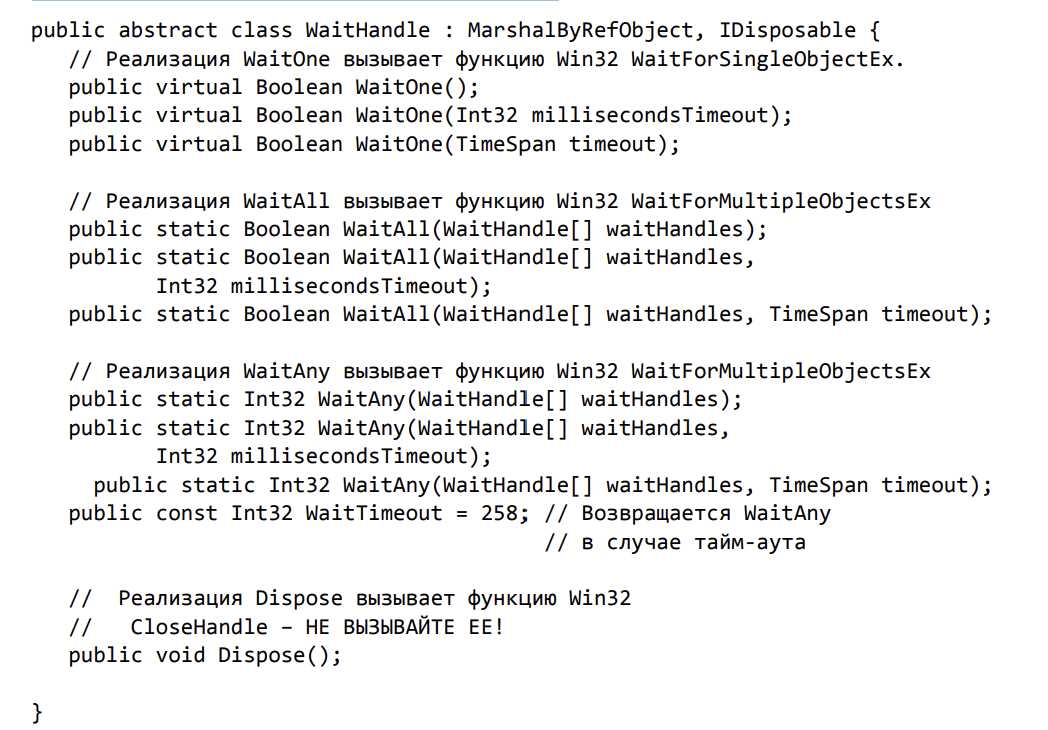 public abstract class WaitHandle : MarshalByRefObject, IDisposable {
   // Реализация WaitOne вызывает функцию Win32 WaitForSingleObjectEx.
   public virtual Boolean WaitOne();
   public virtual Boolean WaitOne(Int32 millisecondsTimeout);
   public virtual Boolean WaitOne(TimeSpan timeout);

   // Реализация WaitAll вызывает функцию Win32 WaitForMultipleObjectsEx
   public static Boolean WaitAll(WaitHandle[] waitHandles);
   public static Boolean WaitAll(WaitHandle[] waitHandles,
          Int32 millisecondsTimeout);
   public static Boolean WaitAll(WaitHandle[] waitHandles, TimeSpan timeout);

   // Реализация WaitAny вызывает функцию Win32 WaitForMultipleObjectsEx
   public static Int32 WaitAny(WaitHandle[] waitHandles);
   public static Int32 WaitAny(WaitHandle[] waitHandles,
          Int32 millisecondsTimeout);
     public static Int32 WaitAny(WaitHandle[] waitHandles, TimeSpan timeout);
   public const Int32 WaitTimeout = 258; // Возвращается WaitAny
                                         // в случае тайм-аута

   //  Реализация Dispose вызывает функцию Win32
   //   CloseHandle – НЕ ВЫЗЫВАЙТЕ ЕЕ!
   public void Dispose();

}